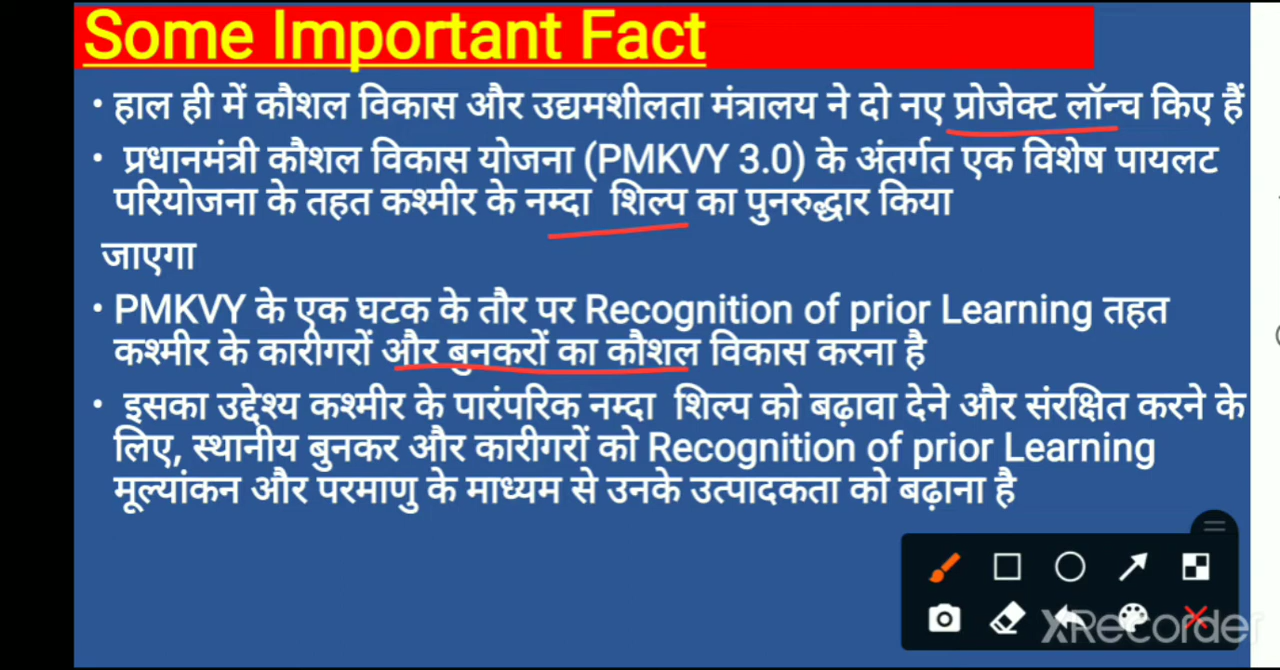 Some Important Fact
• हाल ही में कौशल विकास और उद्यमशीलता मंत्रालय ने दो नए प्रोजेक्ट लॉन्च किए हैं
• प्रधानमंत्री कौशल विकास योजना (PMKVY 3.0) के अंतर्गत एक विशेष पायलट
परियोजना के तहत कश्मीर के नम्दा शिल्प का पुनरुद्धार किया
जाएगा
• PMKVY के एक घटक के तौर पर Recognition of prior Learning तहत
कश्मीर के कारीगरों और बुनकरों का कौशल विकास करना है
• इसका उद्देश्य कश्मीर के पारंपरिक नम्दा शिल्प को बढ़ावा देने और संरक्षित करने के
लिए, स्थानीय बुनकर और कारीगरों को Recognition of prior Learning
मूल्यांकन और परमाणु के माध्यम से उनके उत्पादकता को बढ़ाना है
XRecorder